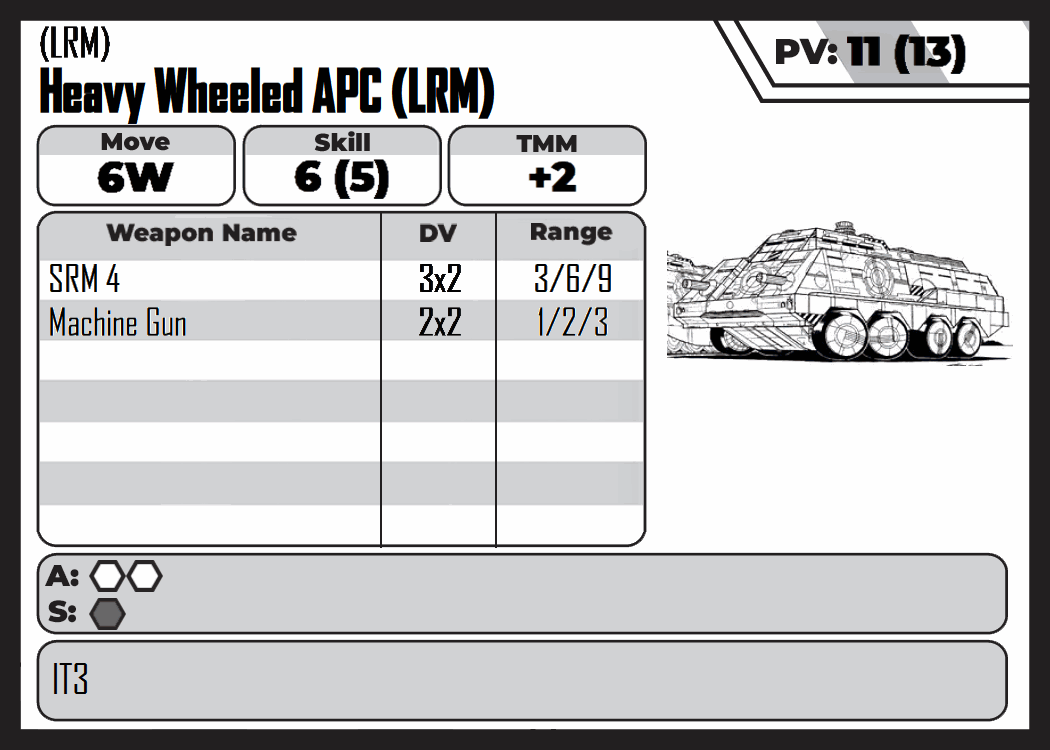 (LRM)
PV: 11 (13)
Heavy Wheeled APC (LRM)
Move Skill TMM
6W 6 (5) +2
Weapon Name DV Range
SRM 4 3x2 3/6/9
Machine Gun 2x2 1/2/3
A:
S:
IT3